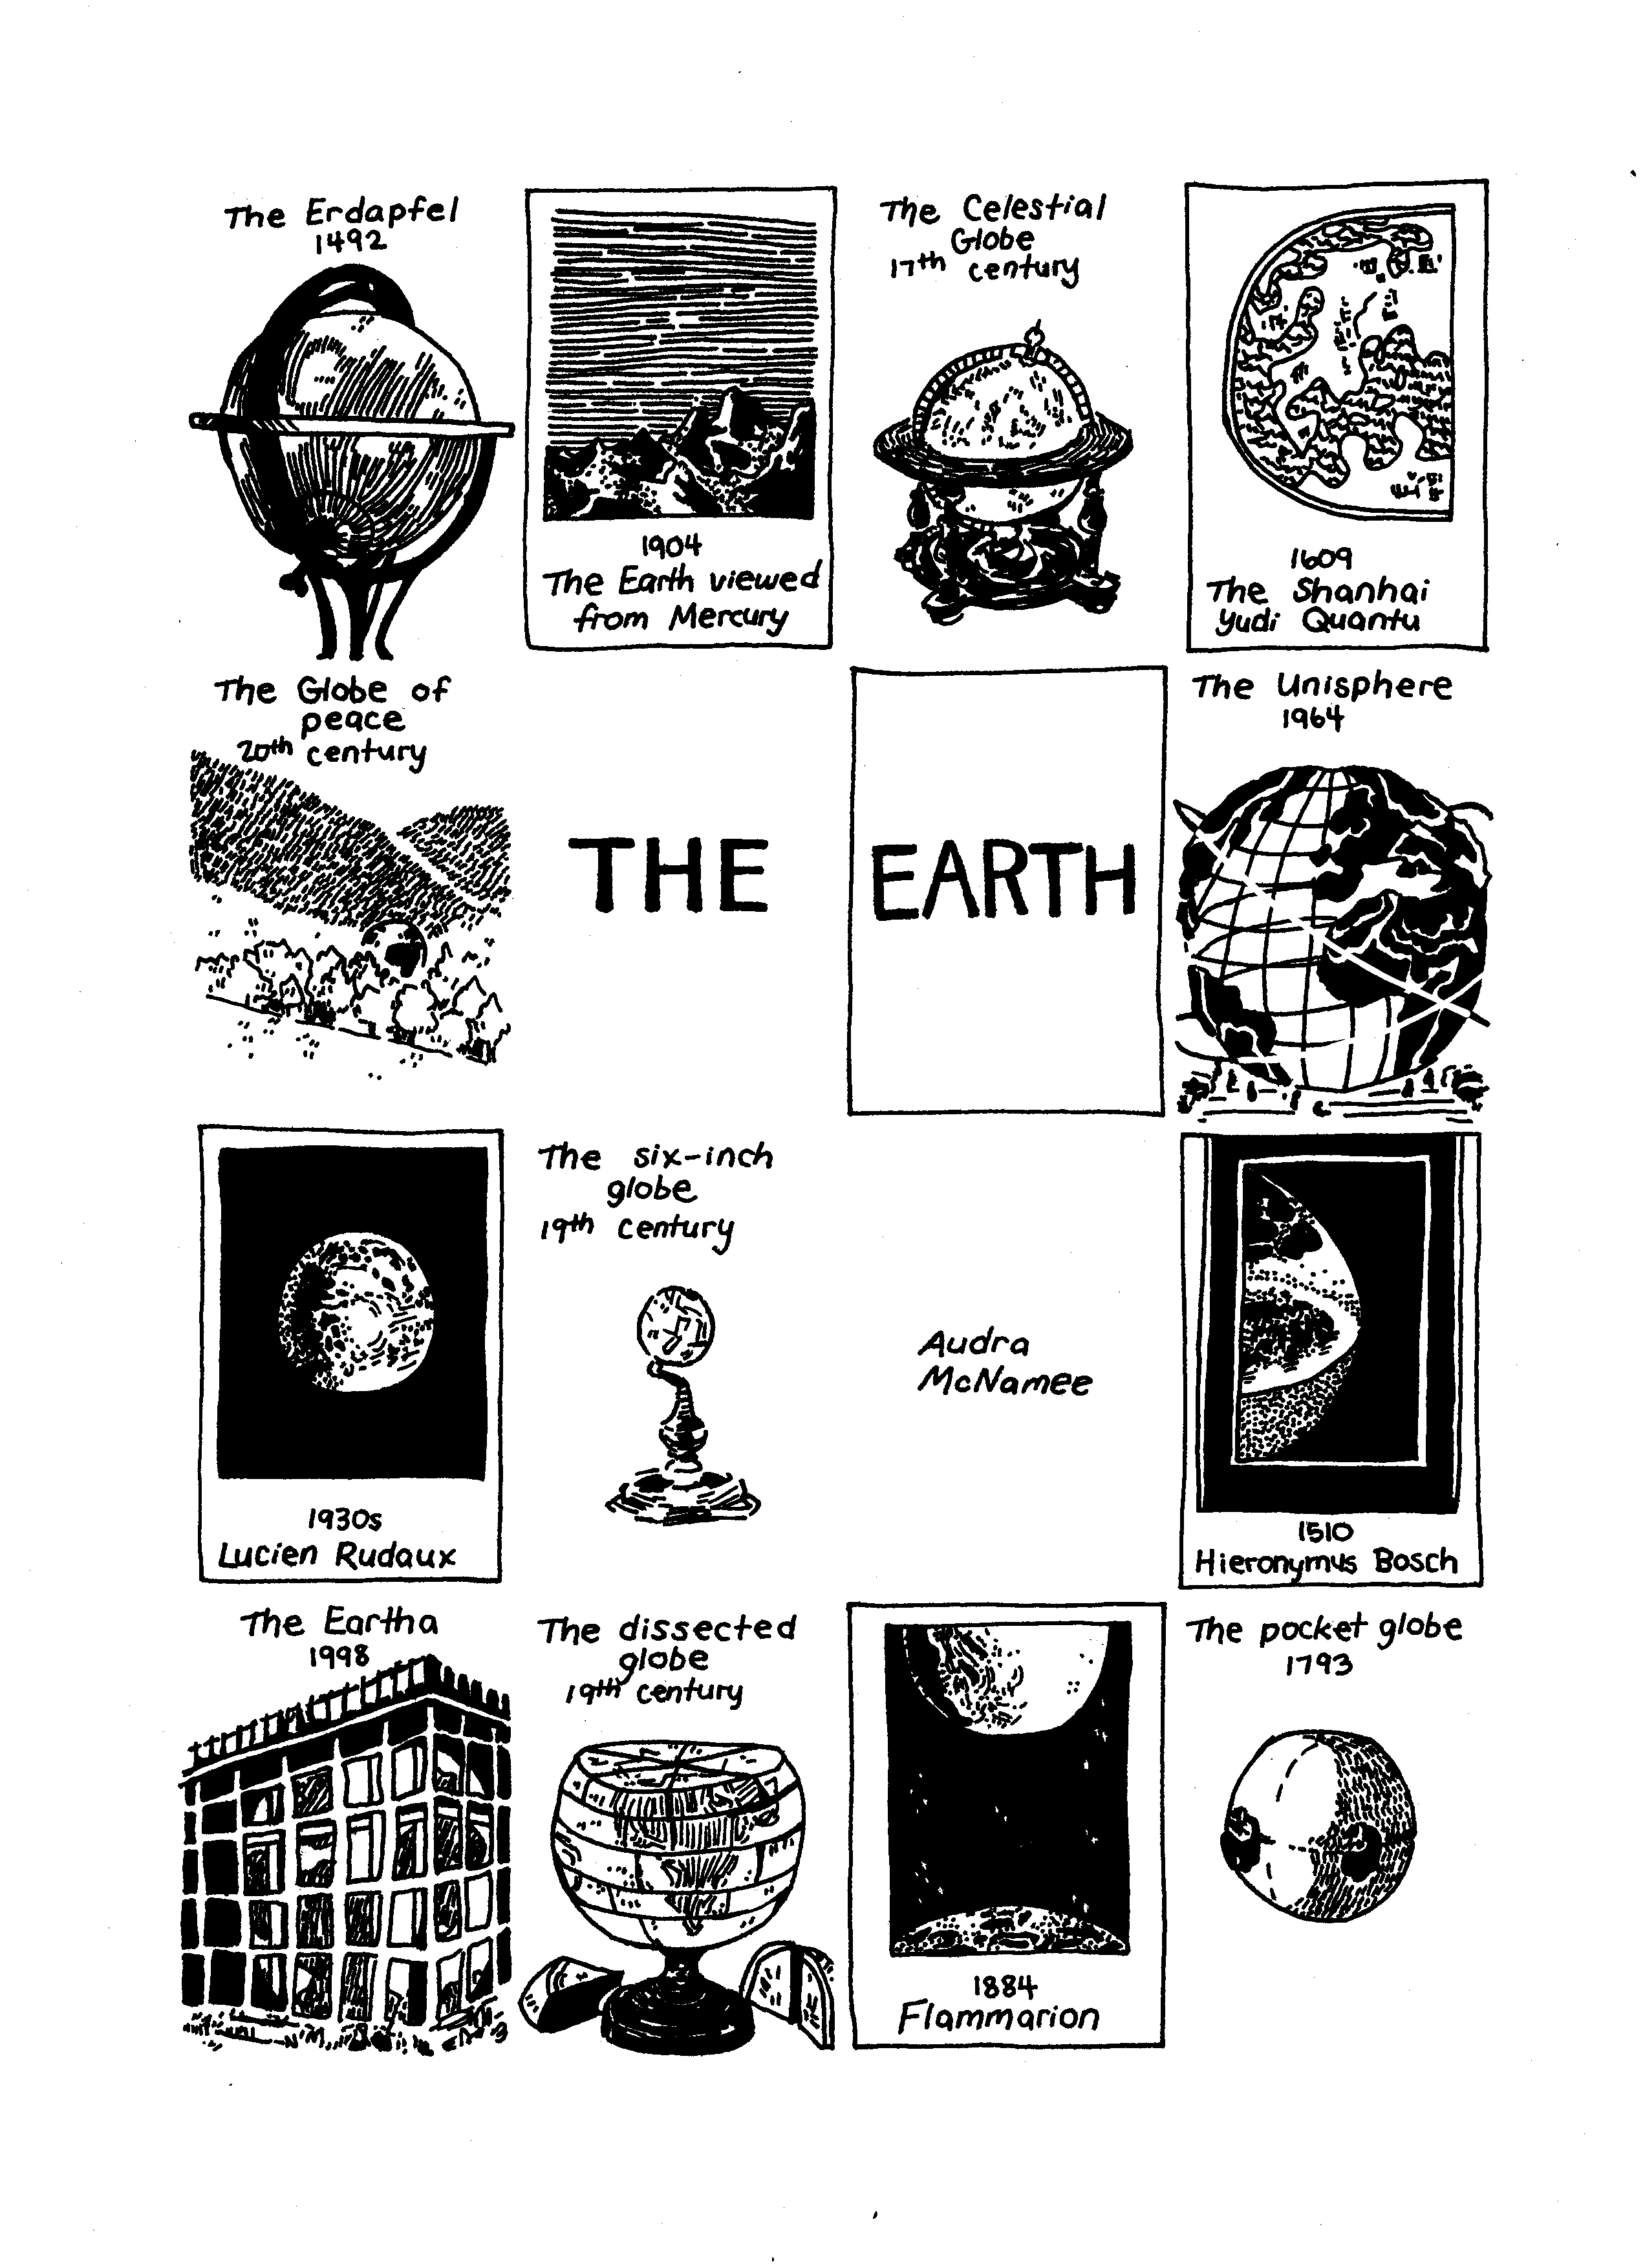 The Erdapfel
1492
1904
The Earth viewed
from Mercury
The Celestial
Globe
17th century
1609
The Shanhai
Yudi Quantu
The Globe of
peace
20th century
THE
EARTH
The Unisphere
1964
1930s
Lucien Rudaux
The six-inch
globe
19th century
Audra
McNamee
1510
Hieronymus Bosch
The Eartha
1998
The dissected
globe
19th century
1884
Flammarion
The pocket globe
1793